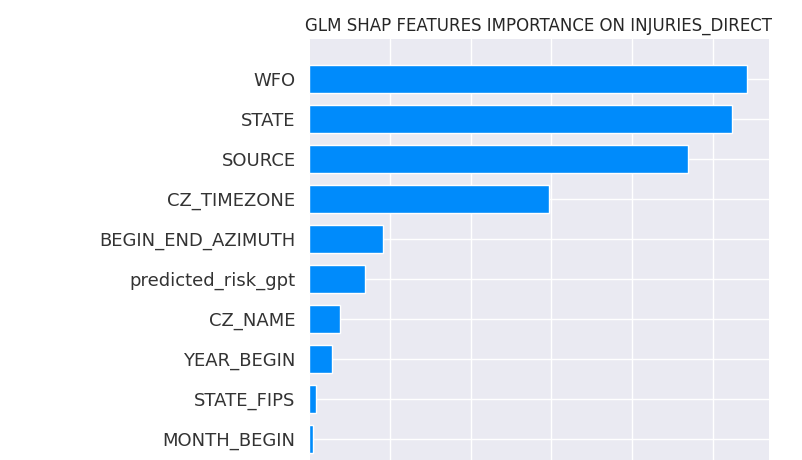 GLM SHAP FEATURES IMPORTANCE ON INJURIES_DIRECT
WFO
STATE
SOURCE
CZ_TIMEZONE
BEGIN_END_AZIMUTH
predicted_risk_gpt
CZ_NAME
YEAR_BEGIN
STATE_FIPS
MONTH_BEGIN